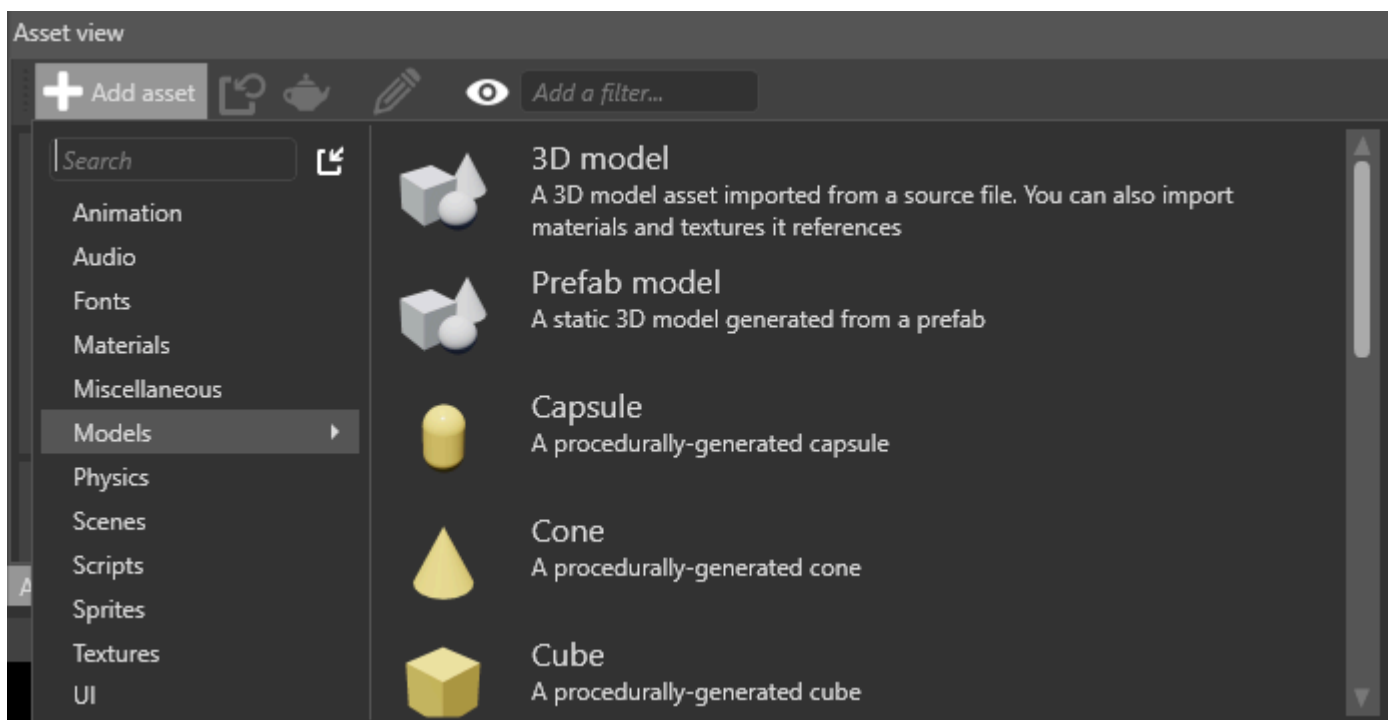 Asset view
Add asset
Add a filter...
Search
Animation
Audio
Fonts
Materials
Miscellaneous
Models
Physics
Scenes
Scripts
Sprites
Textures
UI
3D model
A 3D model asset imported from a source file. You can also import
materials and textures it references
Prefab model
A static 3D model generated from a prefab
Capsule
A procedurally-generated capsule
Cone
A procedurally-generated cone
Cube
A procedurally-generated cube